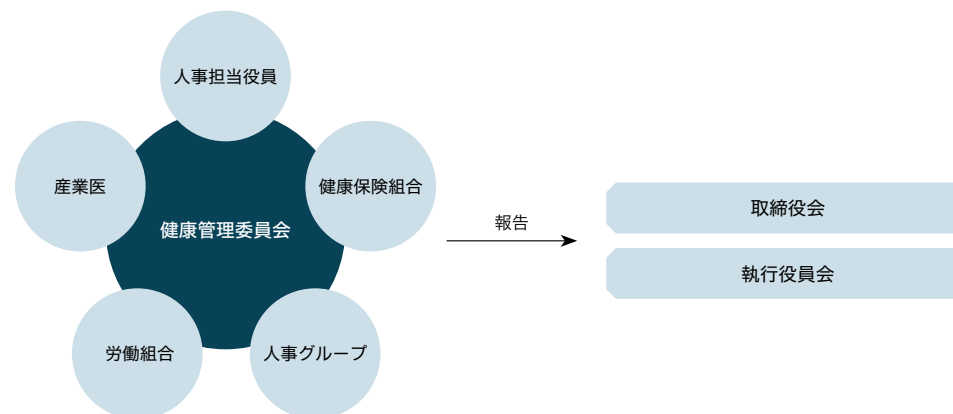 人事担当役員
産業医
健康保険組合
健康管理委員会
労働組合
人事グループ
報告
取締役会
執行役員会